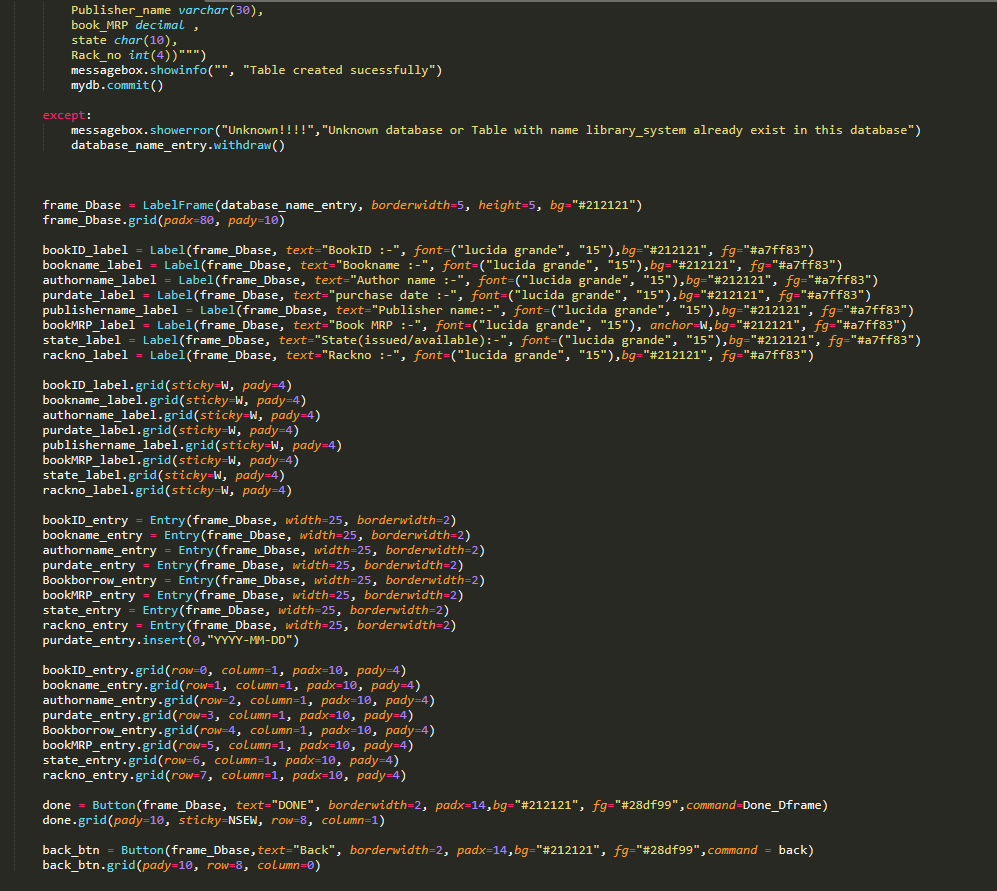 Publisher_name varchar(30),
book_MRP decimal ,
state char(10),
Rack_no int(4))""")
messagebox.showinfo("", "Table created sucessfully")
mydb.commit()
except:
messagebox.showerror("Unknown!!!!","Unknown database or Table with name library_system already exist in this database")
database_name_entry.withdraw()
frame_Dbase = LabelFrame(database_name_entry, borderwidth=5, height=5, bg="#212121")
frame_Dbase.grid(padx=80, pady=10)
bookID_label = Label(frame_Dbase, text="BookID :-", font=("lucida grande", "15"),bg="#212121", fg="#a7ff83")
bookname_label = Label(frame_Dbase, text="Bookname :-", font=("lucida grande", "15"),bg="#212121", fg="#a7ff83")
authorname_label = Label(frame_Dbase, text="Author name :-", font=("lucida grande", "15"),bg="#212121", fg="#a7ff83")
purdate_label = Label(frame_Dbase, text="purchase date :-", font=("lucida grande", "15"),bg="#212121", fg="#a7ff83")
publishername_label = Label(frame_Dbase, text="Publisher name:-", font=("lucida grande", "15"),bg="#212121", fg="#a7ff83")
bookMRP_label = Label(frame_Dbase, text="Book MRP :-", font=("lucida grande", "15"), anchor=W,bg="#212121", fg="#a7ff83")
state_label = Label(frame_Dbase, text="State(issued/available):-", font=("lucida grande", "15"),bg="#212121", fg="#a7ff83")
rackno_label = Label(frame_Dbase, text="Rackno :-", font=("lucida grande", "15"),bg="#212121", fg="#a7ff83")
bookID_label.grid(sticky=W, pady=4)
bookname_label.grid(sticky=W, pady=4)
authorname_label.grid(sticky=W, pady=4)
purdate_label.grid(sticky=W, pady=4)
publishername_label.grid(sticky=W, pady=4)
bookMRP_label.grid(sticky=W, pady=4)
state_label.grid(sticky=W, pady=4)
rackno_label.grid(sticky=W, pady=4)
bookID_entry = Entry(frame_Dbase, width=25, borderwidth=2)
bookname_entry = Entry(frame_Dbase, width=25, borderwidth=2)
authorname_entry = Entry(frame_Dbase, width=25, borderwidth=2)
purdate_entry = Entry(frame_Dbase, width=25, borderwidth=2)
Bookborrow_entry = Entry(frame_Dbase, width=25, borderwidth=2)
bookMRP_entry = Entry(frame_Dbase, width=25, borderwidth=2)
state_entry = Entry(frame_Dbase, width=25, borderwidth=2)
rackno_entry = Entry(frame_Dbase, width=25, borderwidth=2)
purdate_entry.insert(0,"YYYY-MM-DD")
bookID_entry.grid(row=0, column=1, padx=10, pady=4)
bookname_entry.grid(row=1, column=1, padx=10, pady=4)
authorname_entry.grid(row=2, column=1, padx=10, pady=4)
purdate_entry.grid(row=3, column=1, padx=10, pady=4)
Bookborrow_entry.grid(row=4, column=1, padx=10, pady=4)
bookMRP_entry.grid(row=5, column=1, padx=10, pady=4)
state_entry.grid(row=6, column=1, padx=10, pady=4)
rackno_entry.grid(row=7, column=1, padx=10, pady=4)
done = Button(frame_Dbase, text="DONE", borderwidth=2, padx=14,bg="#212121", fg="#28df99",command=Done_Dframe)
done.grid(pady=10, sticky=NSEW, row=8, column=1)
back_btn = Button(frame_Dbase,text="Back", borderwidth=2, padx=14,bg="#212121", fg="#28df99",command = back)
back_btn.grid(pady=10, row=8, column=0)